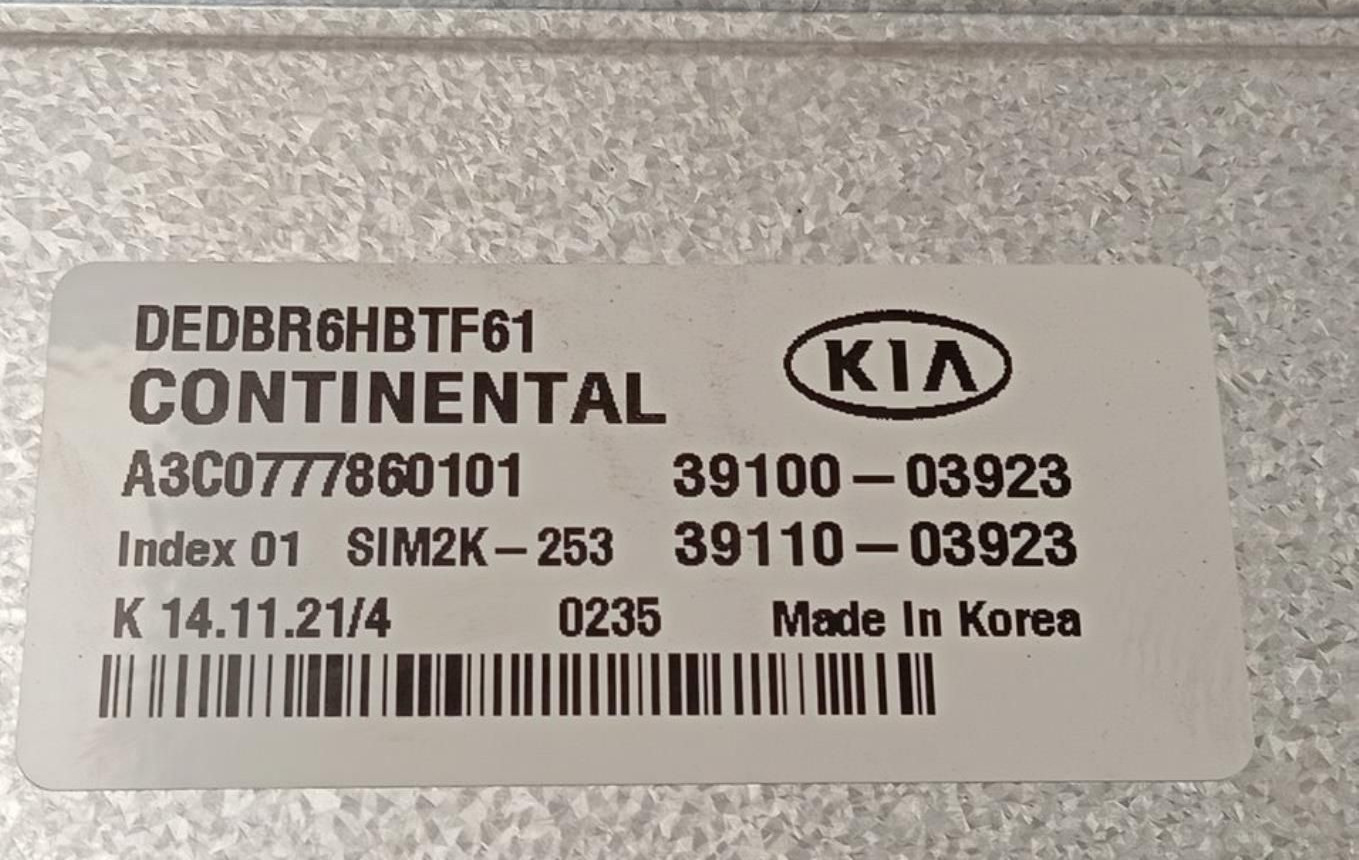 DEDBR6HBTF61
KIA
CONTINENTAL
A3C0777860101 39100-03923
Index 01 SIM2K-253 39110-03923
K 14.11.21/4 0235 Made In Korea